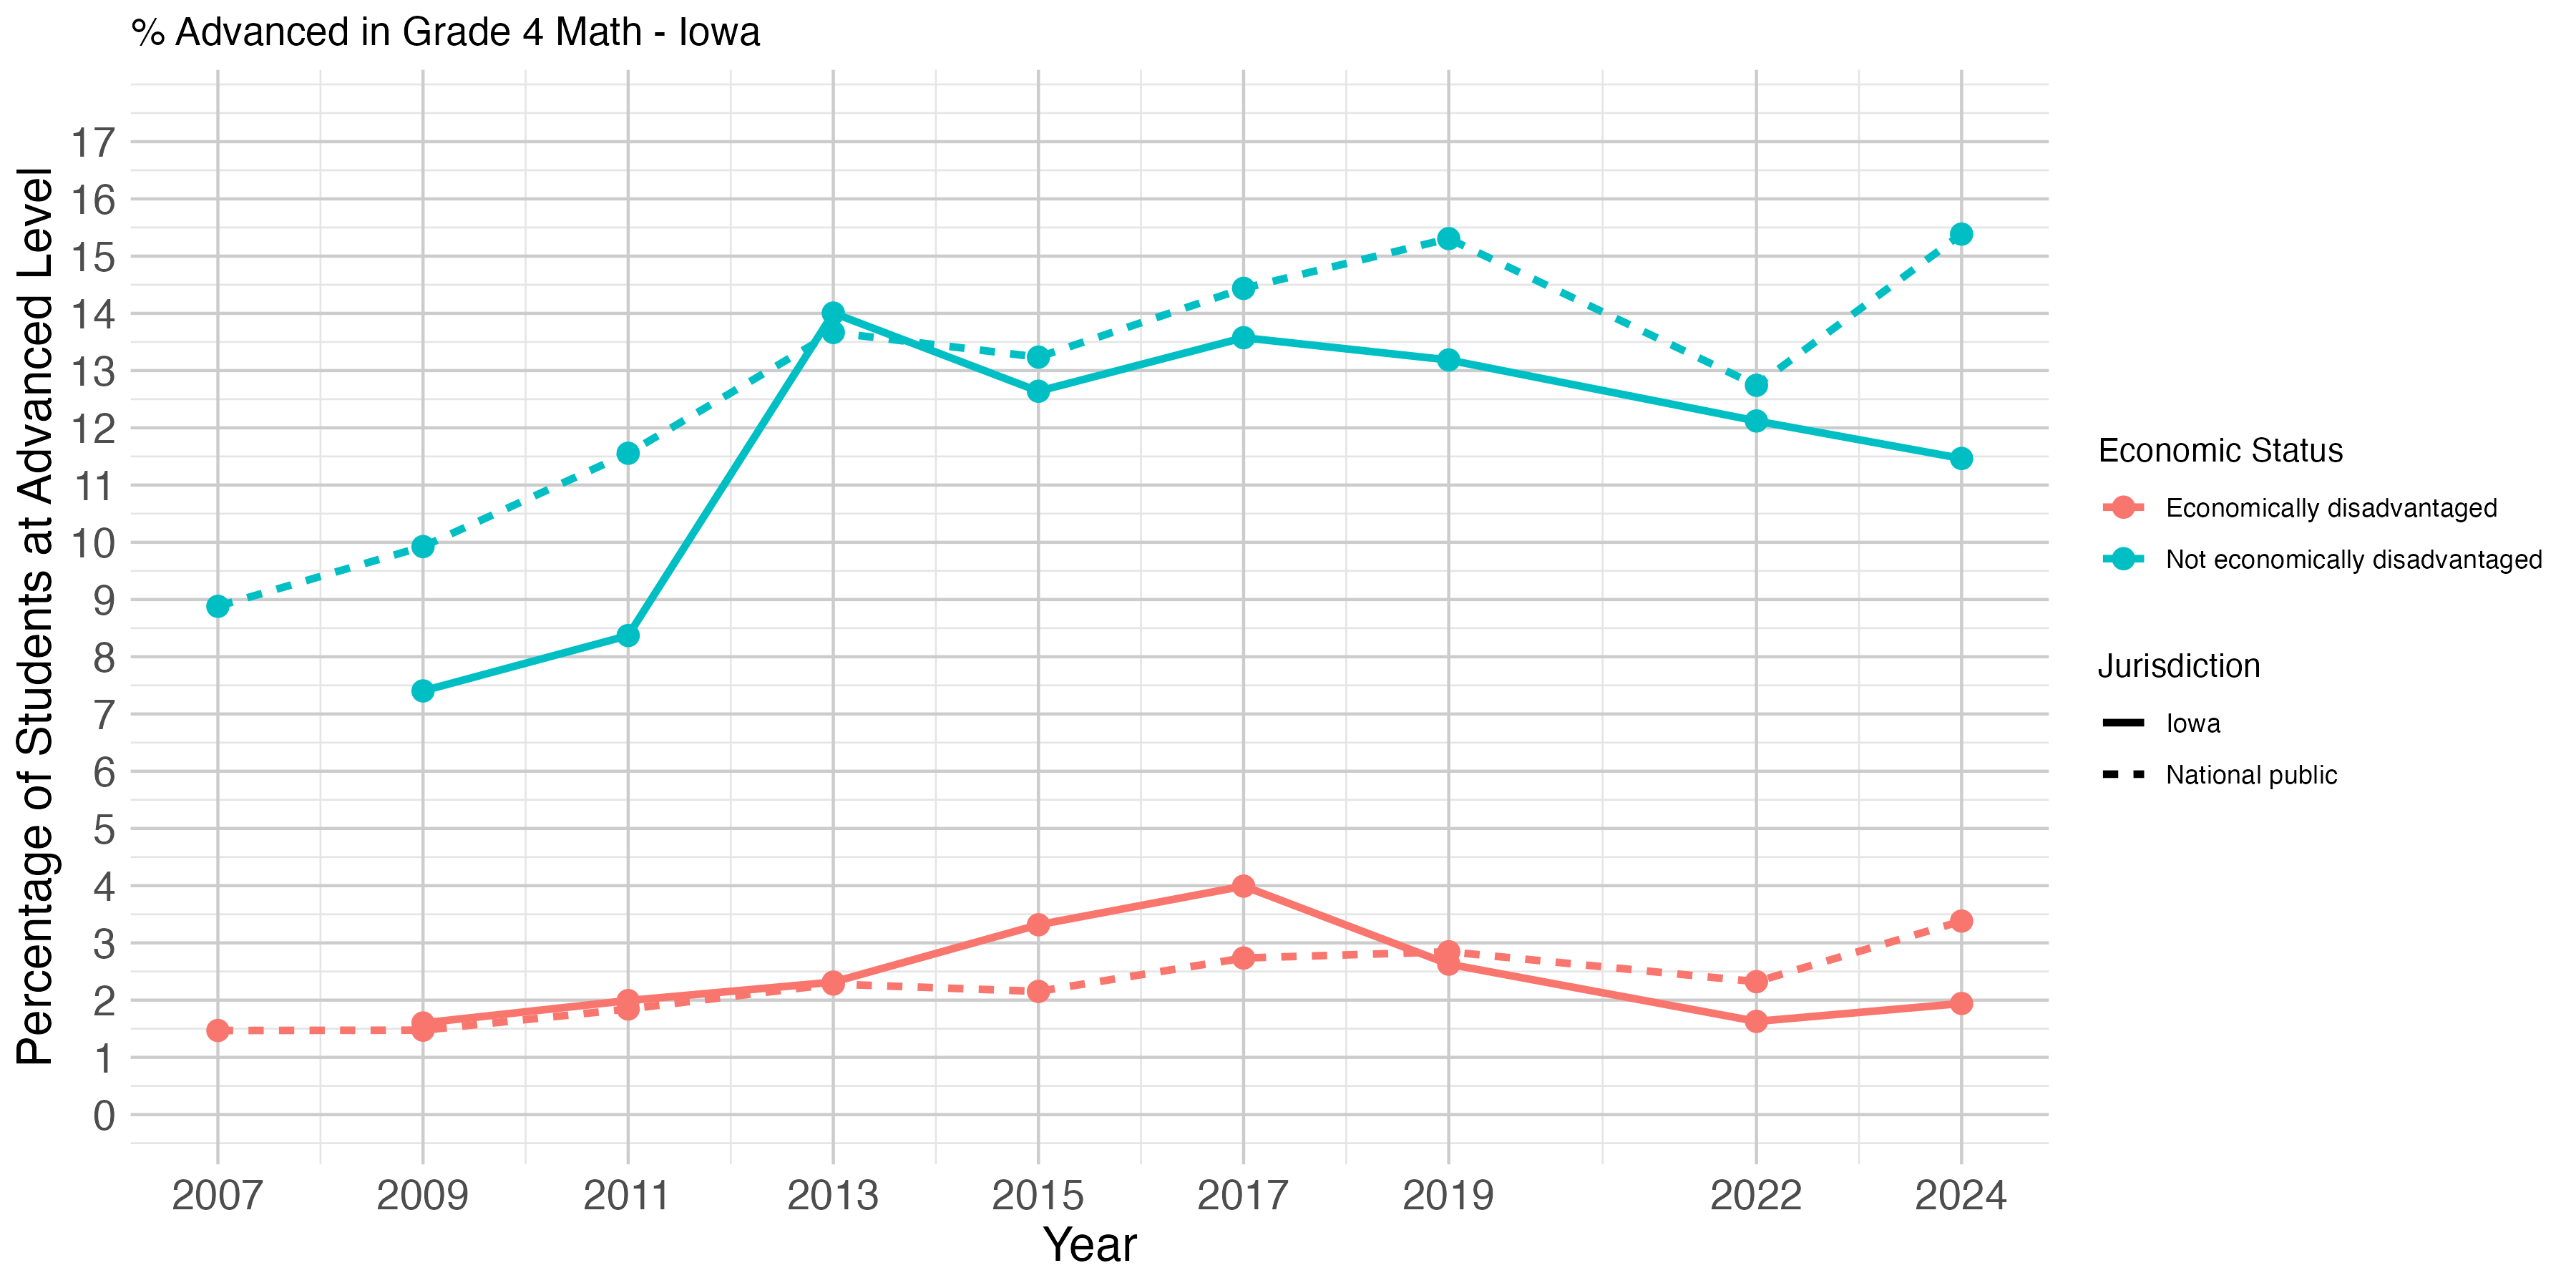 % Advanced in Grade 4 Math - Iowa
Percentage of Students at Advanced Level
17
16
15
14
13
12
11
10
9
8
7
6
5
4
3
2
1
0
2007 2009 2011 2013 2015 2017 2019 2022 2024
Year
Economic Status
Economically disadvantaged
Not economically disadvantaged
Jurisdiction
Iowa
National public